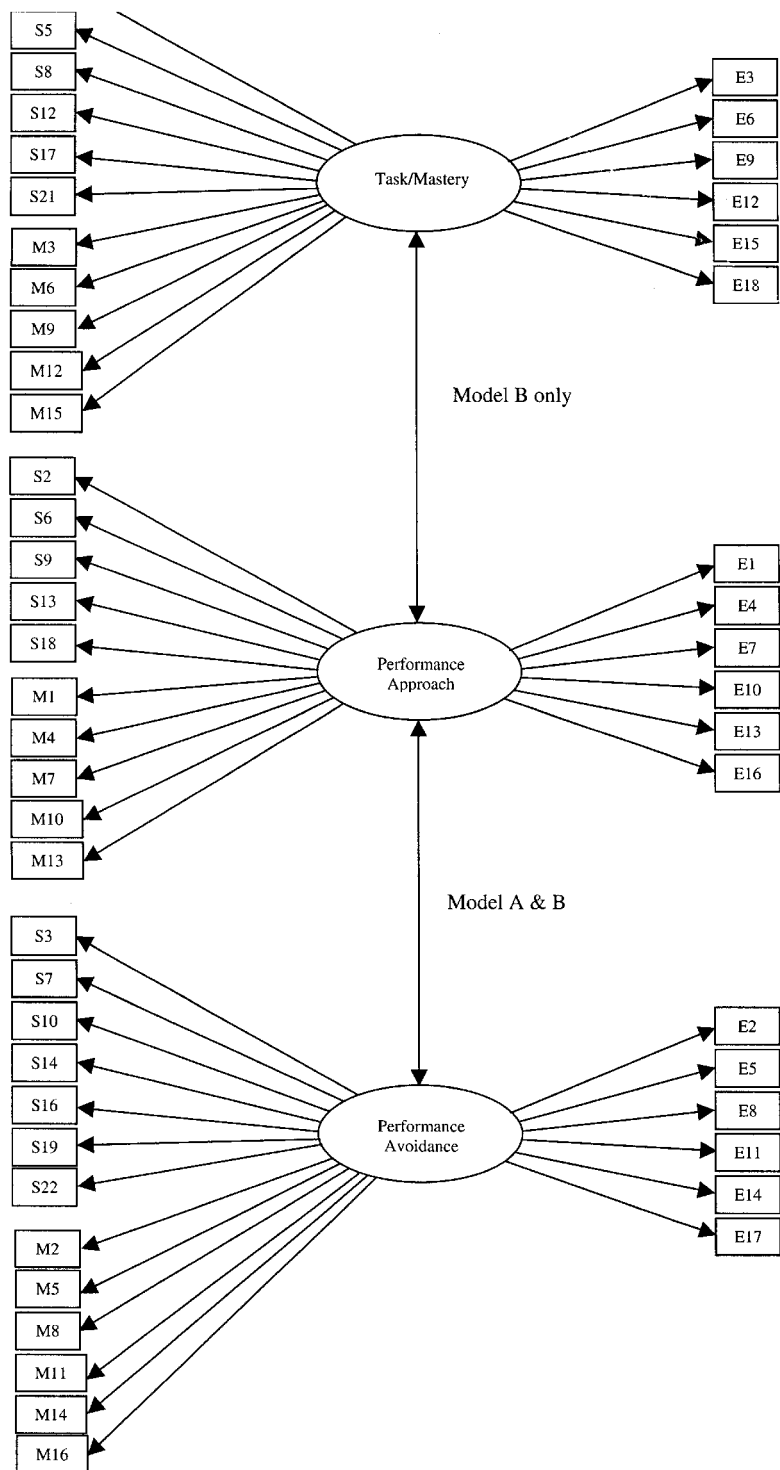 S5
S8
S12
S17
S21
M3
M6
M9
M12
M15
Task/Mastery
E3
E6
E9
E12
E15
E18
Model B only
S2
S6
S9
S13
S18
M1
M4
M7
M10
M13
Performance
Approach
E1
E4
E7
E10
E13
E16
Model A & B
S3
S7
S10
S14
S16
S19
S22
M2
M5
M8
M11
M14
M16
Performance
Avoidance
E2
E5
E8
E11
E14
E17